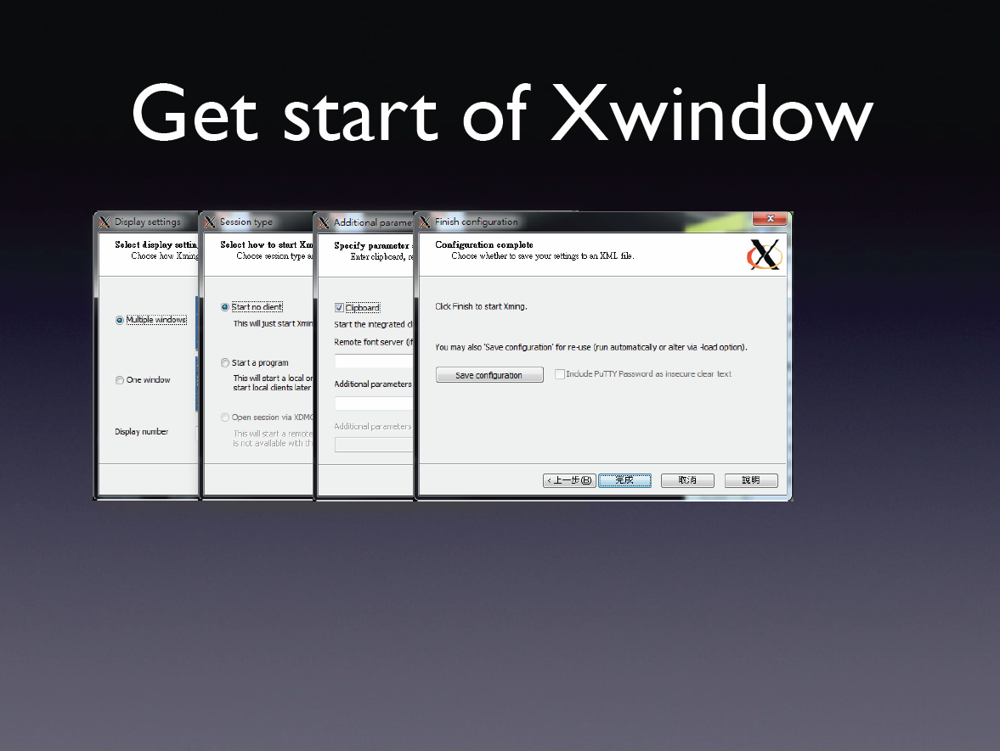 Get start of Xwindow
Display settings
Select display settin
Choose how Xming
Multiple windows
One window
Display number
Session type
Select how to start Xm
Choose session type a
Start no client
This will just start Xmin
Start a program
This will start a local or
start local clients later
Open session via XDMC
This will start a remote
is not available with th
Additional parame
Specify parameter
Enter clipboard, re
Clipboard
Start the integrated cl
Remote font server (if
Additional parameters
Additional parameters
Finish configuration
Configuration complete
Choose whether to save your settings to an XML file.
Click Finish to start Xming.
You may also 'Save configuration' for re-use (run automatically or alter via -load option).
Save configuration
Include PuTTY Password as insecure clear text
< 上一步(B)
完成
取消
說明